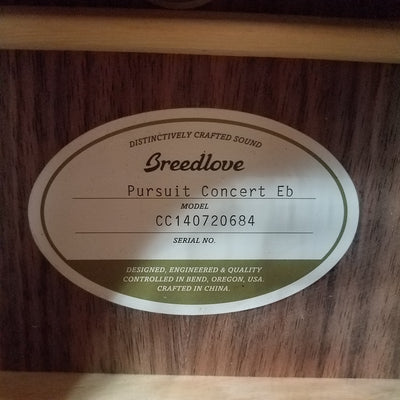 DISTINCTIVELY CRAFTED SOUND
Breedlove
Pursuit Concert Eb
MODEL
CC140720684
SERIAL NO.
DESIGNED, ENGINEERED & QUALITY
CONTROLLED IN BEND, OREGON, USA.
CRAFTED IN CHINA.